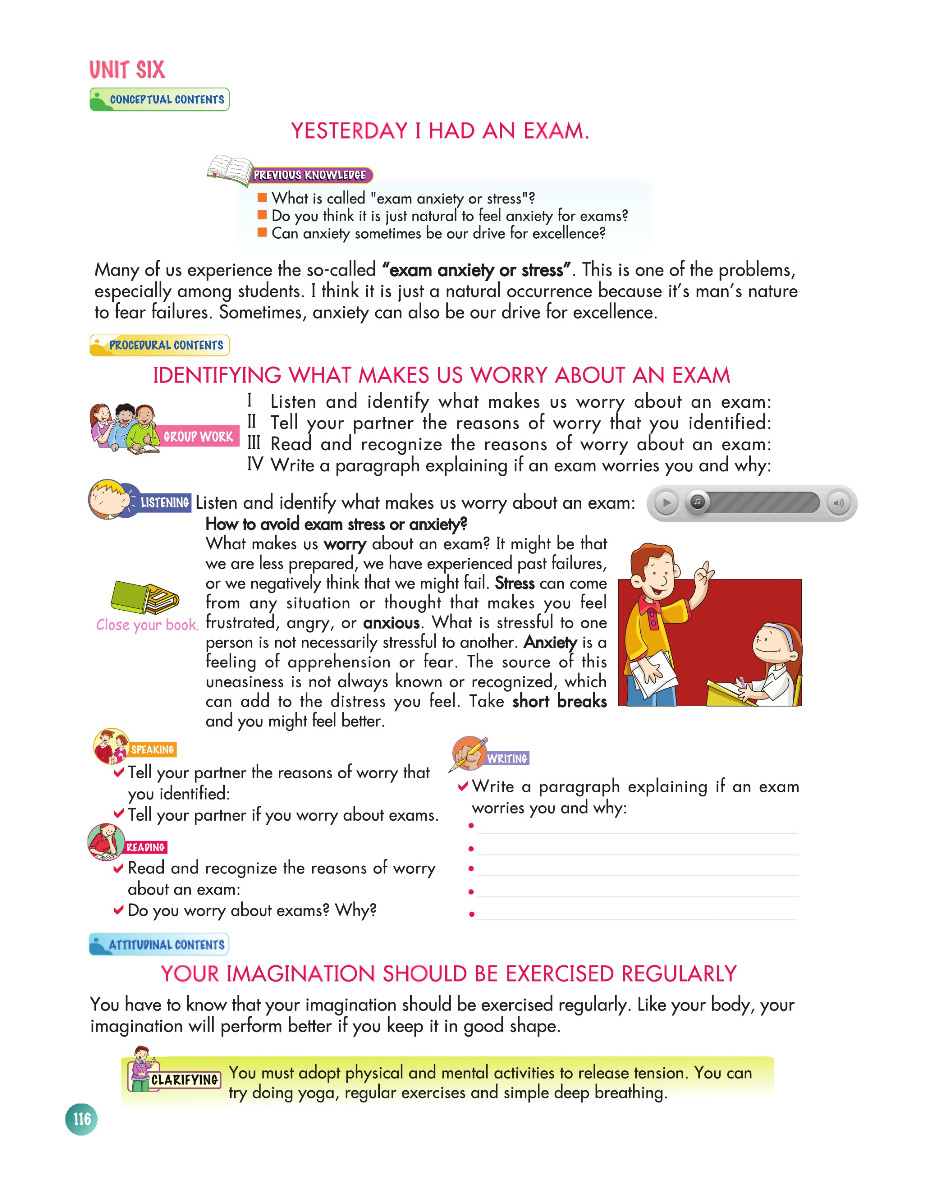 UNIT SIX
CONCEPTUAL CONTENTS
YESTERDAY I HAD AN EXAM.
PREVIOUS KNOWLEDGE
What is called "exam anxiety or stress"?
Do you think it is just natural to feel anxiety for exams?
Can anxiety sometimes be our drive for excellence?
Many of us experience the so-called “exam anxiety or stress”. This is one of the problems,
especially among students. I think it is just a natural occurrence because it’s man’s nature
to fear failures. Sometimes, anxiety can also be our drive for excellence.
PROCEDURAL CONTENTS
IDENTIFYING WHAT MAKES US WORRY ABOUT AN EXAM
GROUP WORK
I Listen and identify what makes us worry about an exam:
II Tell your partner the reasons of worry that you identified:
III Read and recognize the reasons of worry about an exam:
IV Write a paragraph explaining if an exam worries you and why:
LISTENING Listen and identify what makes us worry about an exam:
How to avoid exam stress or anxiety?
What makes us worry about an exam? It might be that
we are less prepared, we have experienced past failures,
or we negatively think that we might fail. Stress can come
from any situation or thought that makes you feel
frustrated, angry, or anxious. What is stressful to one
person is not necessarily stressful to another. Anxiety is a
feeling of apprehension or fear. The source of this
uneasiness is not always known or recognized, which
can add to the distress you feel. Take short breaks
and you might feel better.
Close your book.
SPEAKING
Tell your partner the reasons of worry that
you identified:
Tell your partner if you worry about exams.
READING
Read and recognize the reasons of worry
about an exam:
Do you worry about exams? Why?
WRITING
Write a paragraph explaining if an exam
worries you and why:
ATTITUDINAL CONTENTS
YOUR IMAGINATION SHOULD BE EXERCISED REGULARLY
You have to know that your imagination should be exercised regularly. Like your body, your
imagination will perform better if you keep it in good shape.
CLARIFYING
You must adopt physical and mental activities to release tension. You can
try doing yoga, regular exercises and simple deep breathing.
116